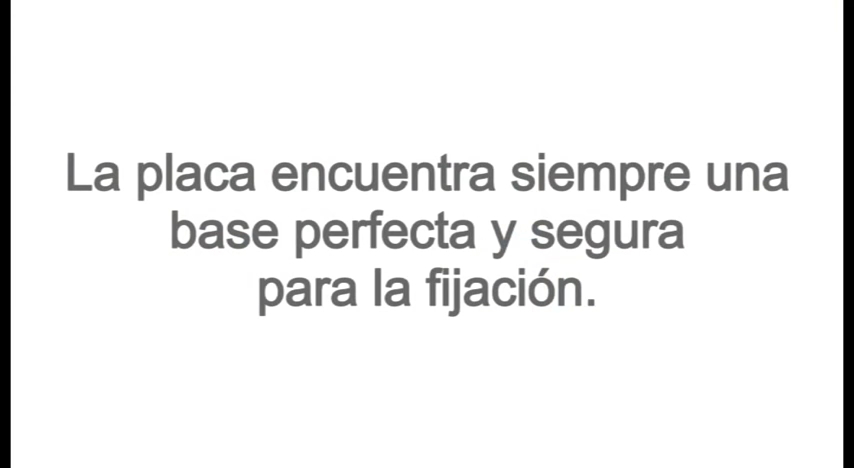 La placa encuentra siempre una
base perfecta y segura
para la fijación.